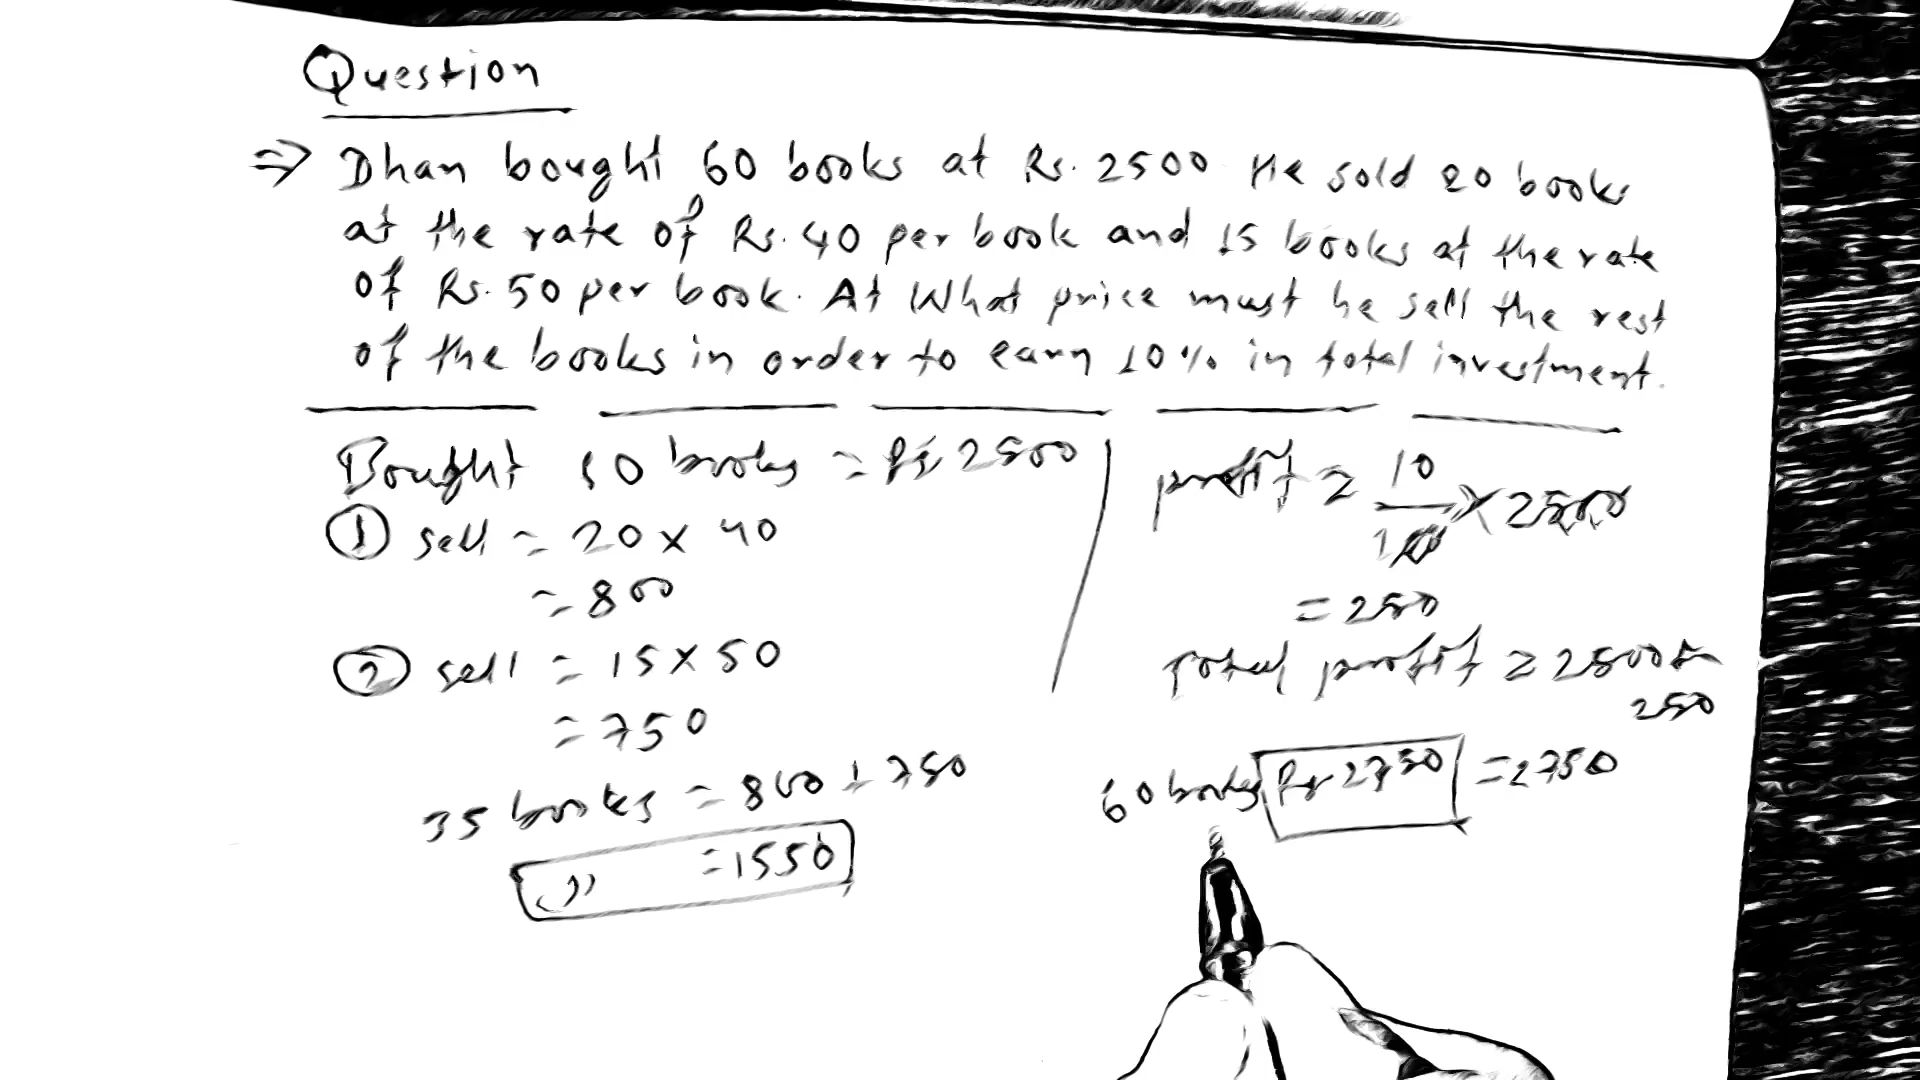 Question
⇒ Dhan bought 60 books at Rs. 2500. He sold 20 books
at the rate of Rs. 40 per book and 15 books at the rate
of Rs. 50 per book. At What price must he sell the rest
of the books in order to earn 10% in total investment.
Bought 60 books = Rs 2500
① sell = 20 x 40
= 800
② sell = 15 x 50
= 750
35 books = 800 + 750
" = 1550
profit = 10/100 x 2500
= 250
Total profit = 2500 +
250
60 books Rs 2750 = 2750